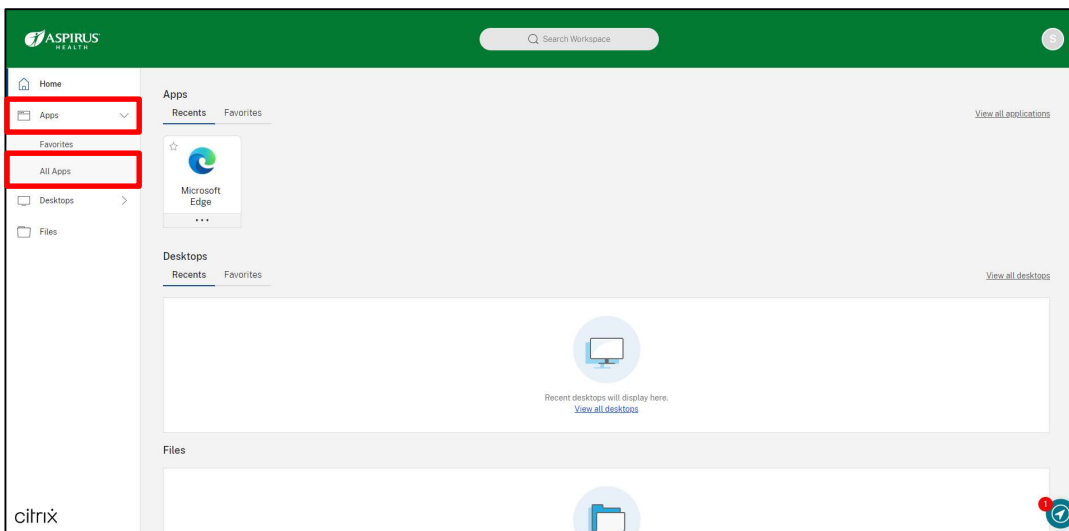 ASPIRUS
HEALTH
Search Workspace
S
Home
Apps
Favorites
All Apps
Desktops
Files
Apps
Recents Favorites
View all applications
Microsoft
Edge
...
Desktops
Recents Favorites
View all desktops
Recent desktops will display here.
View all desktops
Files
citrix
1